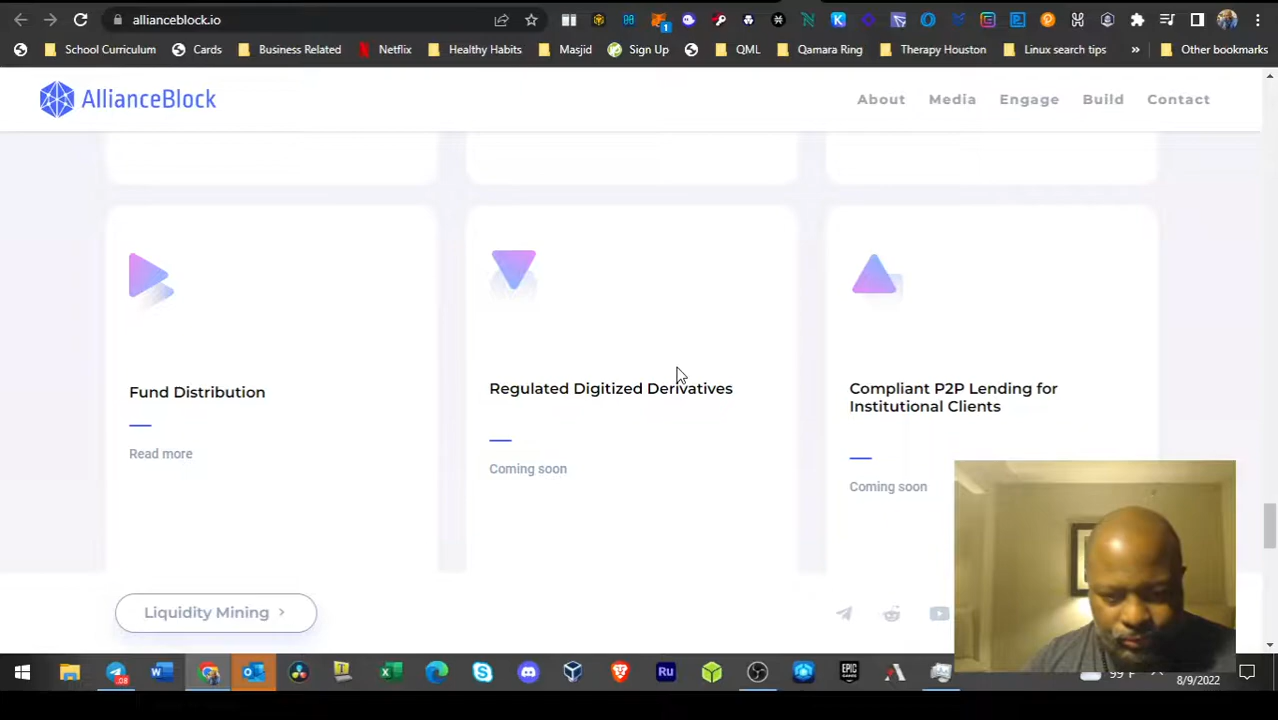 allianceblock.io
School Curriculum
Cards
Business Related
Netflix
Healthy Habits
Masjid
Sign Up
QML
Qamara Ring
Therapy Houston
Linux search tips
»
Other bookmarks
AllianceBlock
About
Media
Engage
Build
Contact
Fund Distribution
Read more
Regulated Digitized Derivatives
Coming soon
Compliant P2P Lending for
Institutional Clients
Coming soon
Liquidity Mining >
99°F
8/9/2022